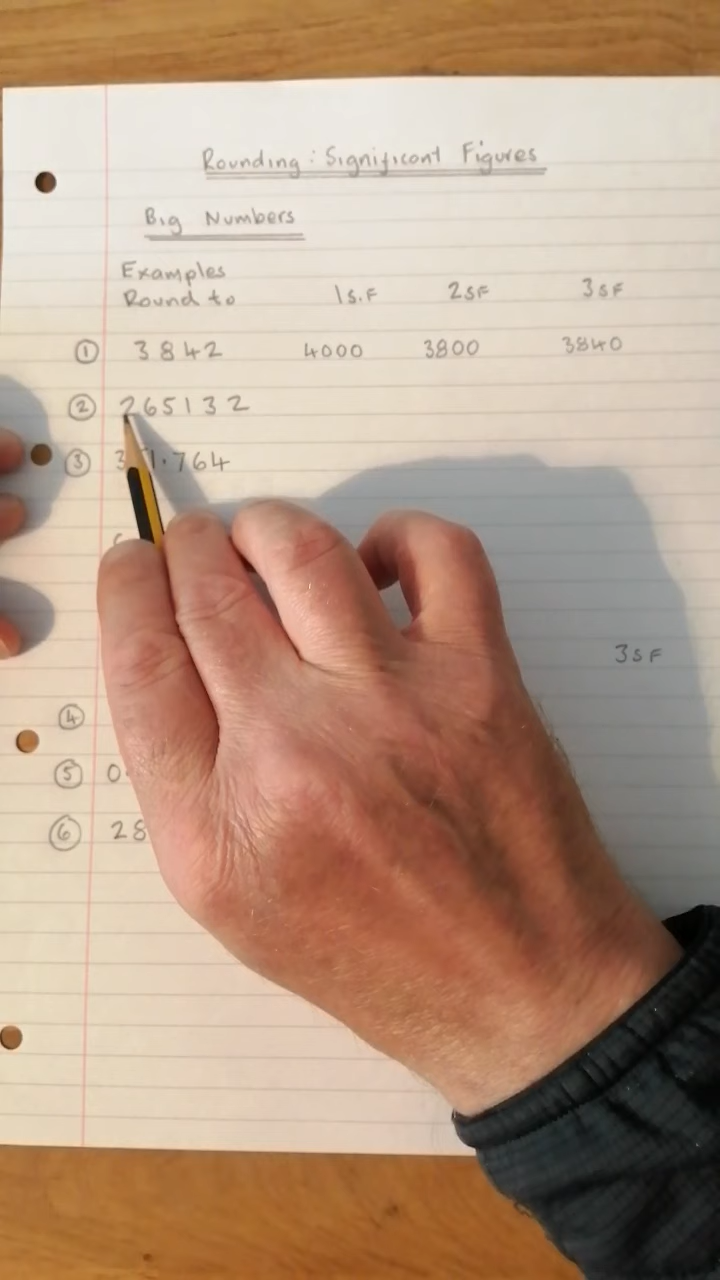 Rounding : Significant Figures
Big Numbers
Examples
Round to 1s.F 2SF 3SF
① 3842 4000 3800 3840
② 265132
③
3SF
④
⑤
⑥